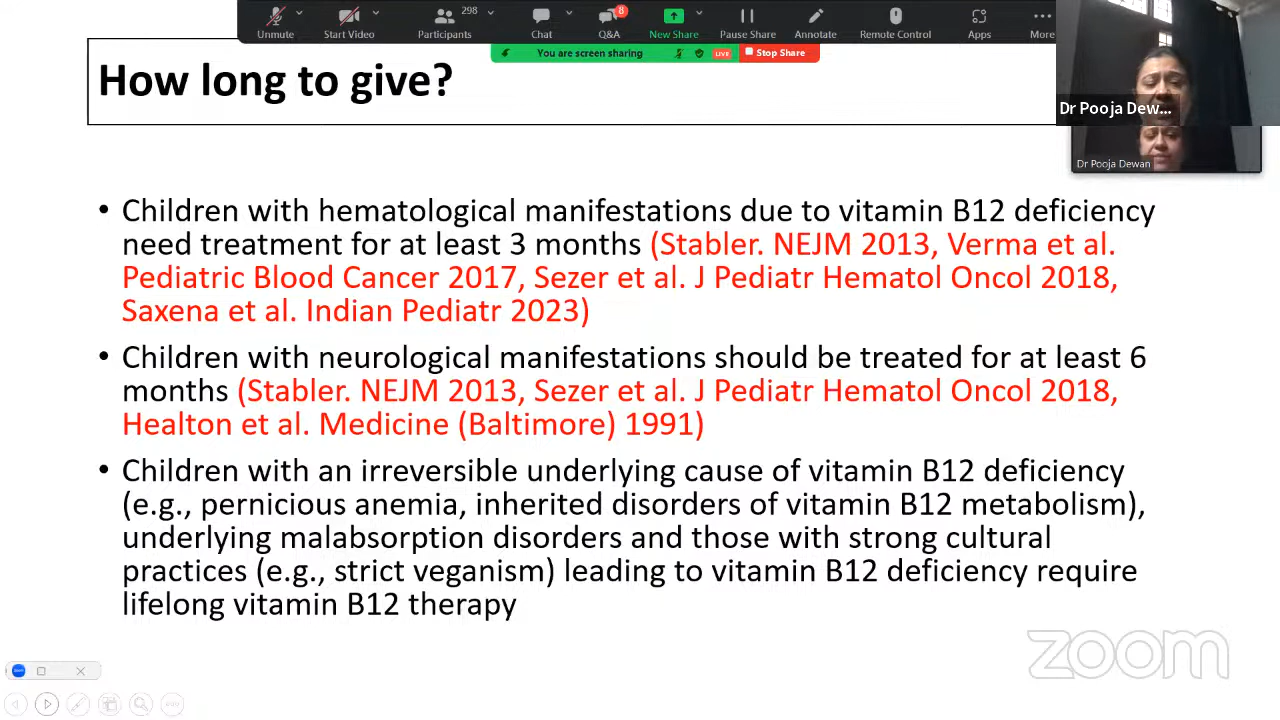 Unmute
Start Video
298
Participants
Chat
8
Q&A
New Share
Pause Share
Annotate
Remote Control
Apps
More
You are screen sharing
LIVE
Stop Share
Dr Pooja Dew...
Dr Pooja Dewan
How long to give?
• Children with hematological manifestations due to vitamin B12 deficiency
need treatment for at least 3 months (Stabler. NEJM 2013, Verma et al.
Pediatric Blood Cancer 2017, Sezer et al. J Pediatr Hematol Oncol 2018,
Saxena et al. Indian Pediatr 2023)
• Children with neurological manifestations should be treated for at least 6
months (Stabler. NEJM 2013, Sezer et al. J Pediatr Hematol Oncol 2018,
Healton et al. Medicine (Baltimore) 1991)
• Children with an irreversible underlying cause of vitamin B12 deficiency
(e.g., pernicious anemia, inherited disorders of vitamin B12 metabolism),
underlying malabsorption disorders and those with strong cultural
practices (e.g., strict veganism) leading to vitamin B12 deficiency require
lifelong vitamin B12 therapy
zoom